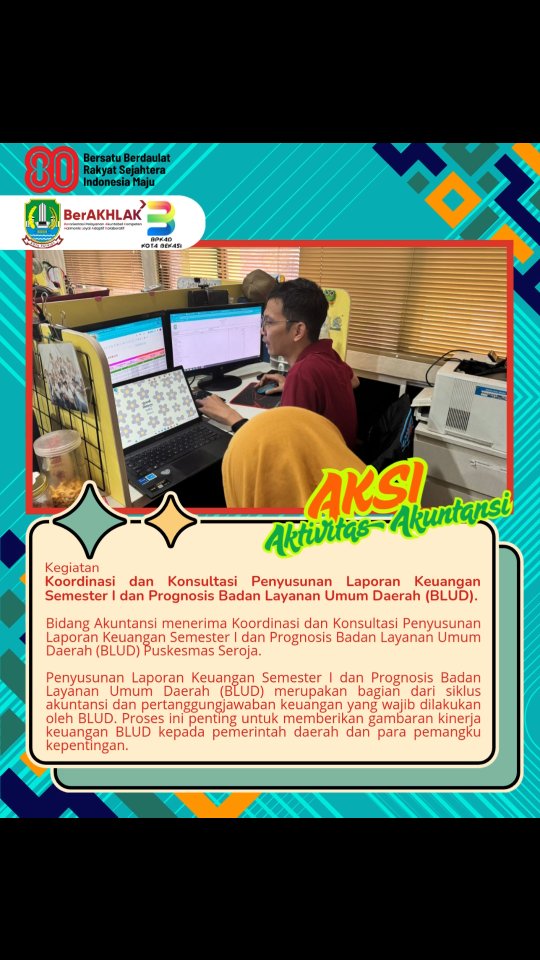 80 Bersatu Berdaulat
Rakyat Sejahtera
Indonesia Maju
BerAKHLAK
BPKAD
KOTA BEKASI
AKSI
Aktivitas - Akuntansi
Kegiatan
Koordinasi dan Konsultasi Penyusunan Laporan Keuangan
Semester I dan Prognosis Badan Layanan Umum Daerah (BLUD).
Bidang Akuntansi menerima Koordinasi dan Konsultasi Penyusunan
Laporan Keuangan Semester I dan Prognosis Badan Layanan Umum
Daerah (BLUD) Puskesmas Seroja.
Penyusunan Laporan Keuangan Semester I dan Prognosis Badan
Layanan Umum Daerah (BLUD) merupakan bagian dari siklus
akuntansi dan pertanggungjawaban keuangan yang wajib dilakukan
oleh BLUD. Proses ini penting untuk memberikan gambaran kinerja
keuangan BLUD kepada pemerintah daerah dan para pemangku
kepentingan.